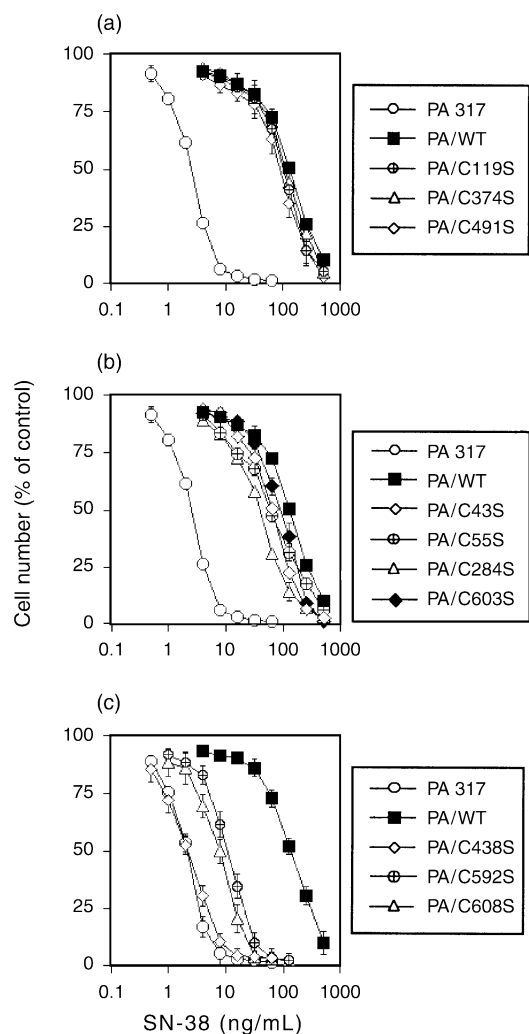 (a)
100
75
50
25
0
0.1 1 10 100 1000
PA 317
PA/WT
PA/C119S
PA/C374S
PA/C491S
(b)
100
75
50
25
0
0.1 1 10 100 1000
PA 317
PA/WT
PA/C43S
PA/C55S
PA/C284S
PA/C603S
Cell number (% of control)
(c)
100
75
50
25
0
0.1 1 10 100 1000
PA 317
PA/WT
PA/C438S
PA/C592S
PA/C608S
SN-38 (ng/mL)